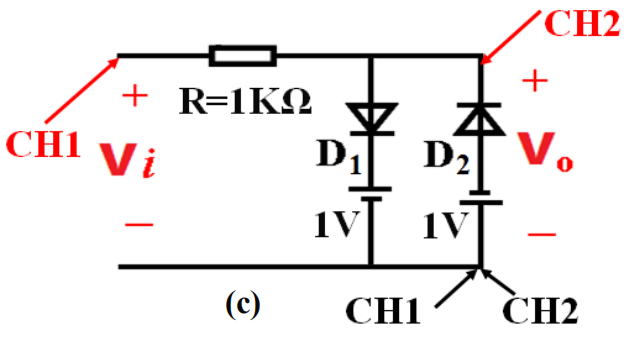 CH2
+
R=1KΩ
+
CH1
Vi
D1
D2
Vo
1V
1V
−
−
(c)
CH1
CH2